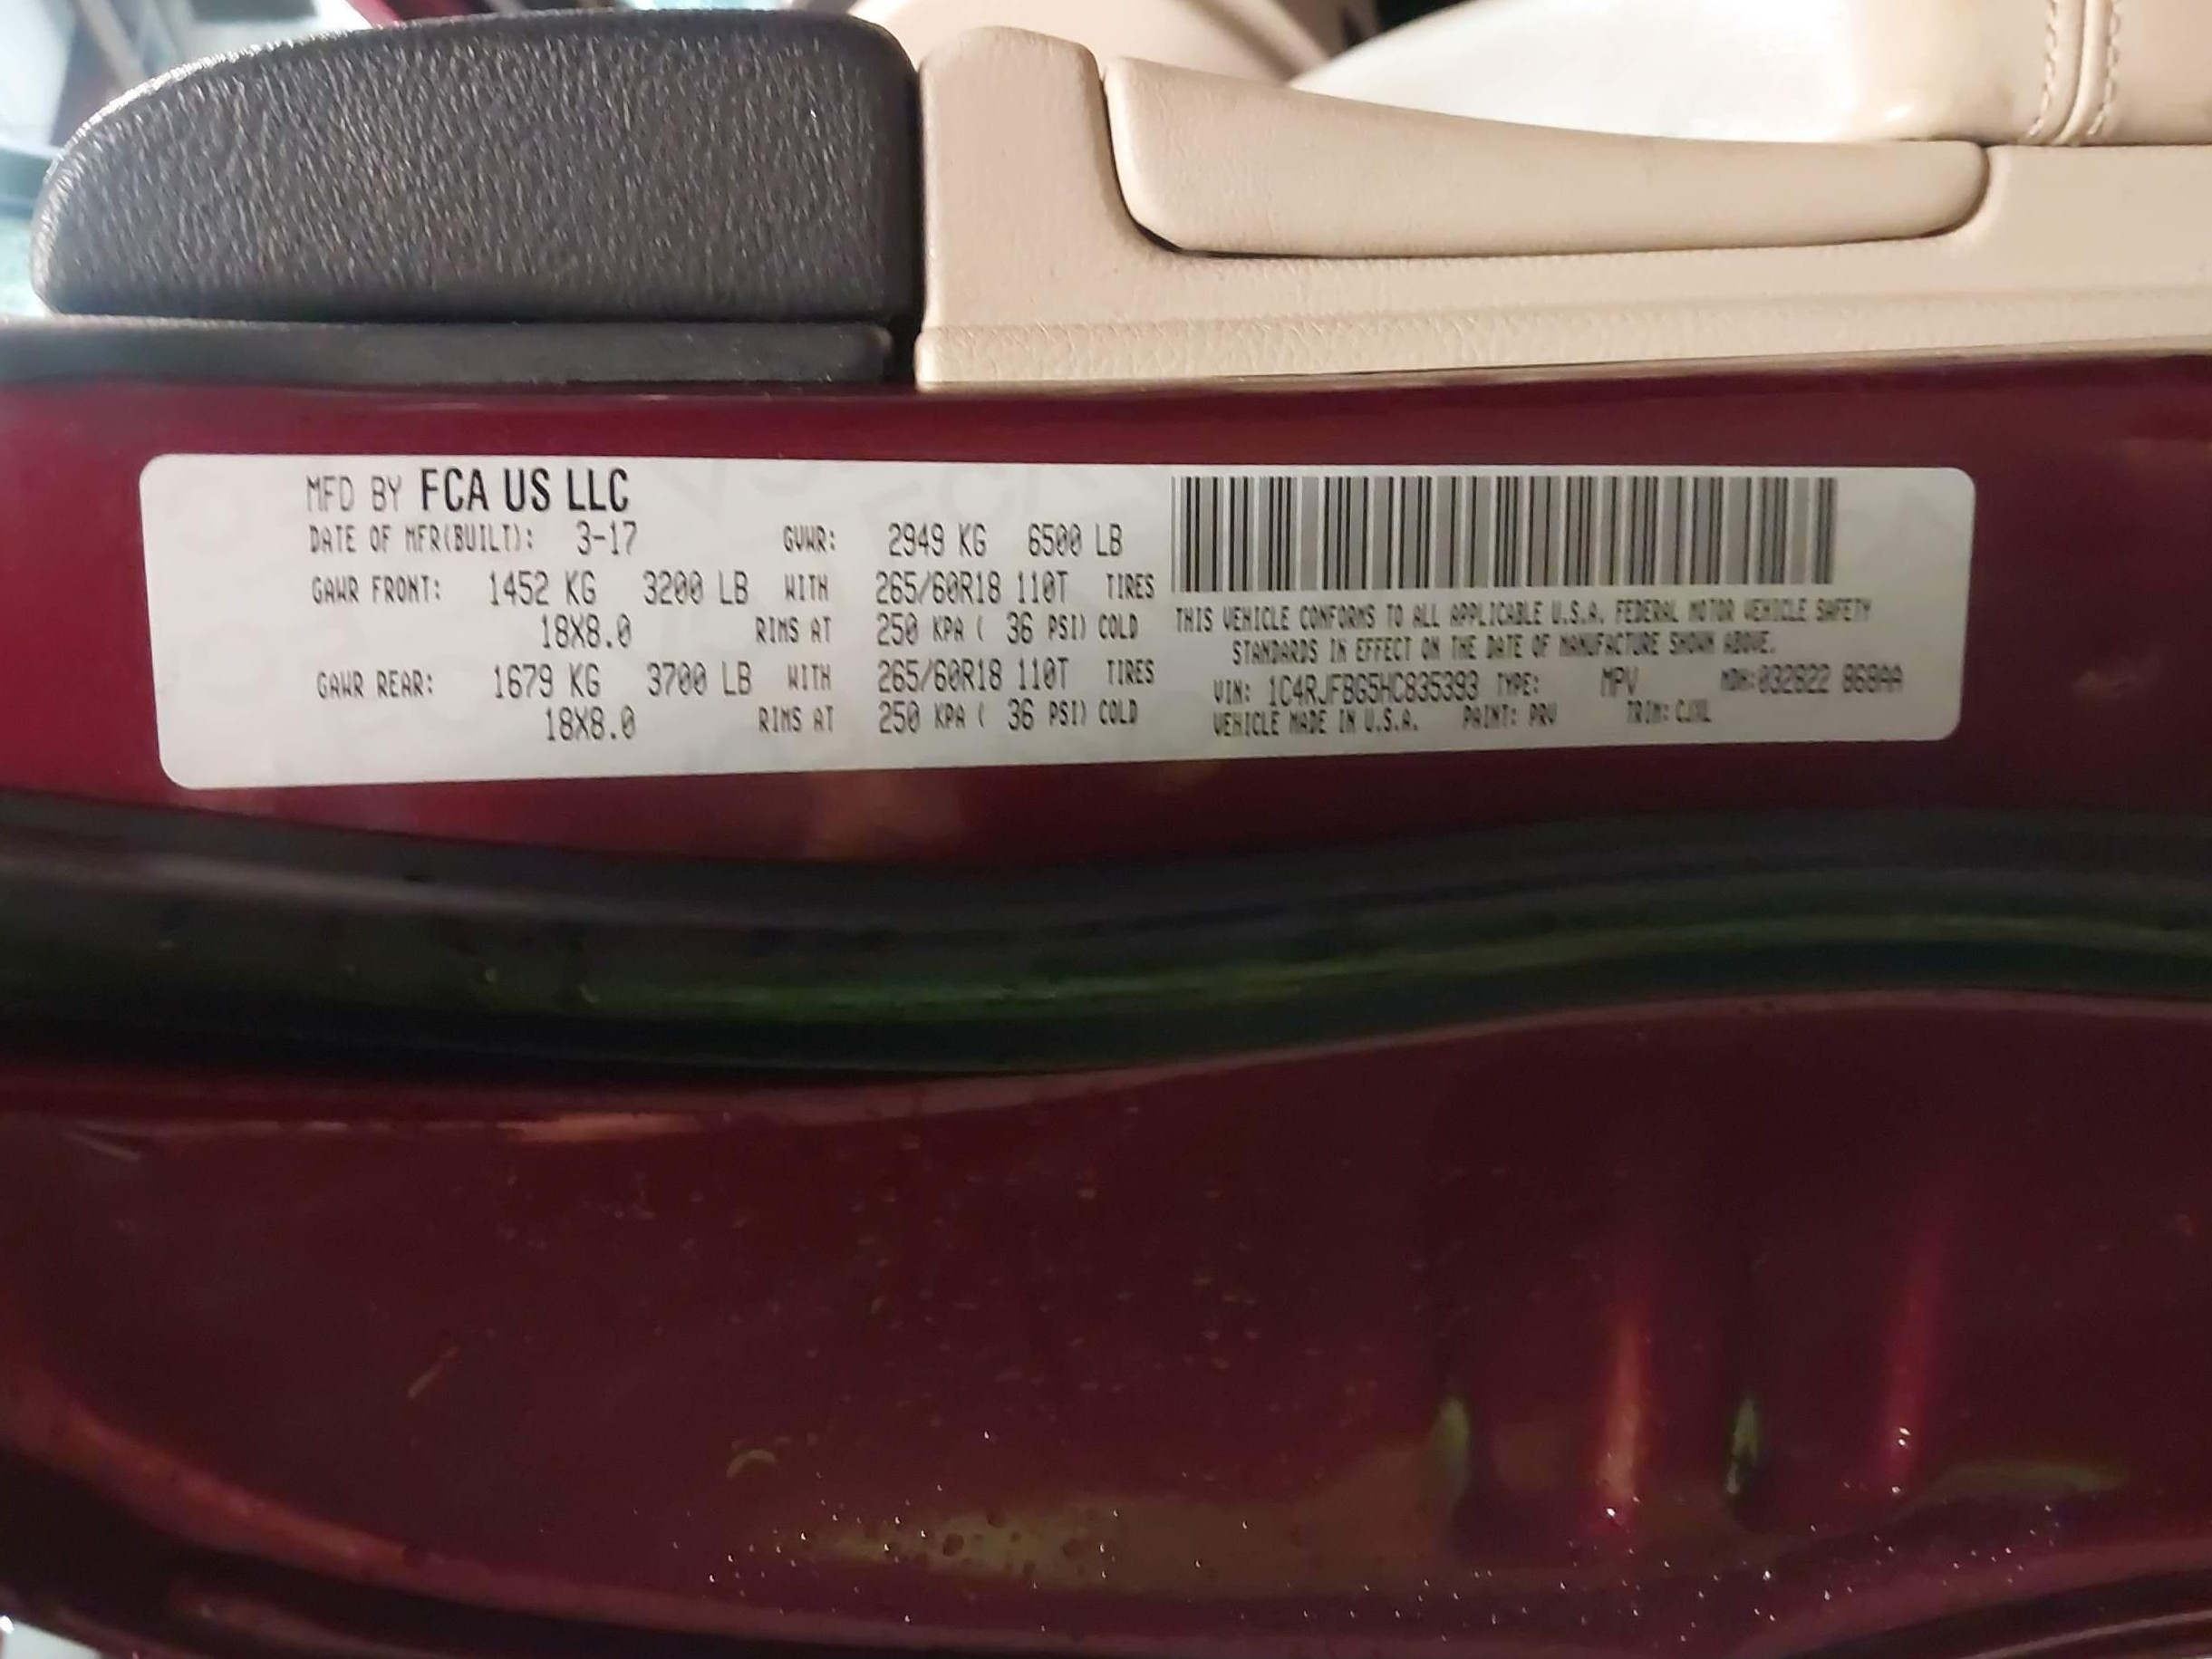 MFD BY FCA US LLC
DATE OF MFR(BUILT): 3-17 GVWR: 2949 KG 6500 LB
GAWR FRONT: 1452 KG 3200 LB WITH 265/60R18 110T TIRES
18X8.0 RIMS AT 250 KPA ( 36 PSI) COLD
GAWR REAR: 1679 KG 3700 LB WITH 265/60R18 110T TIRES
18X8.0 RIMS AT 250 KPA ( 36 PSI) COLD
THIS VEHICLE CONFORMS TO ALL APPLICABLE U.S.A. FEDERAL MOTOR VEHICLE SAFETY
STANDARDS IN EFFECT ON THE DATE OF MANUFACTURE SHOWN ABOVE.
VIN: 1C4RJFBG5HC835393 TYPE: MPV MDH: 032822 868AA
VEHICLE MADE IN U.S.A. PAINT: PRV TRIM: